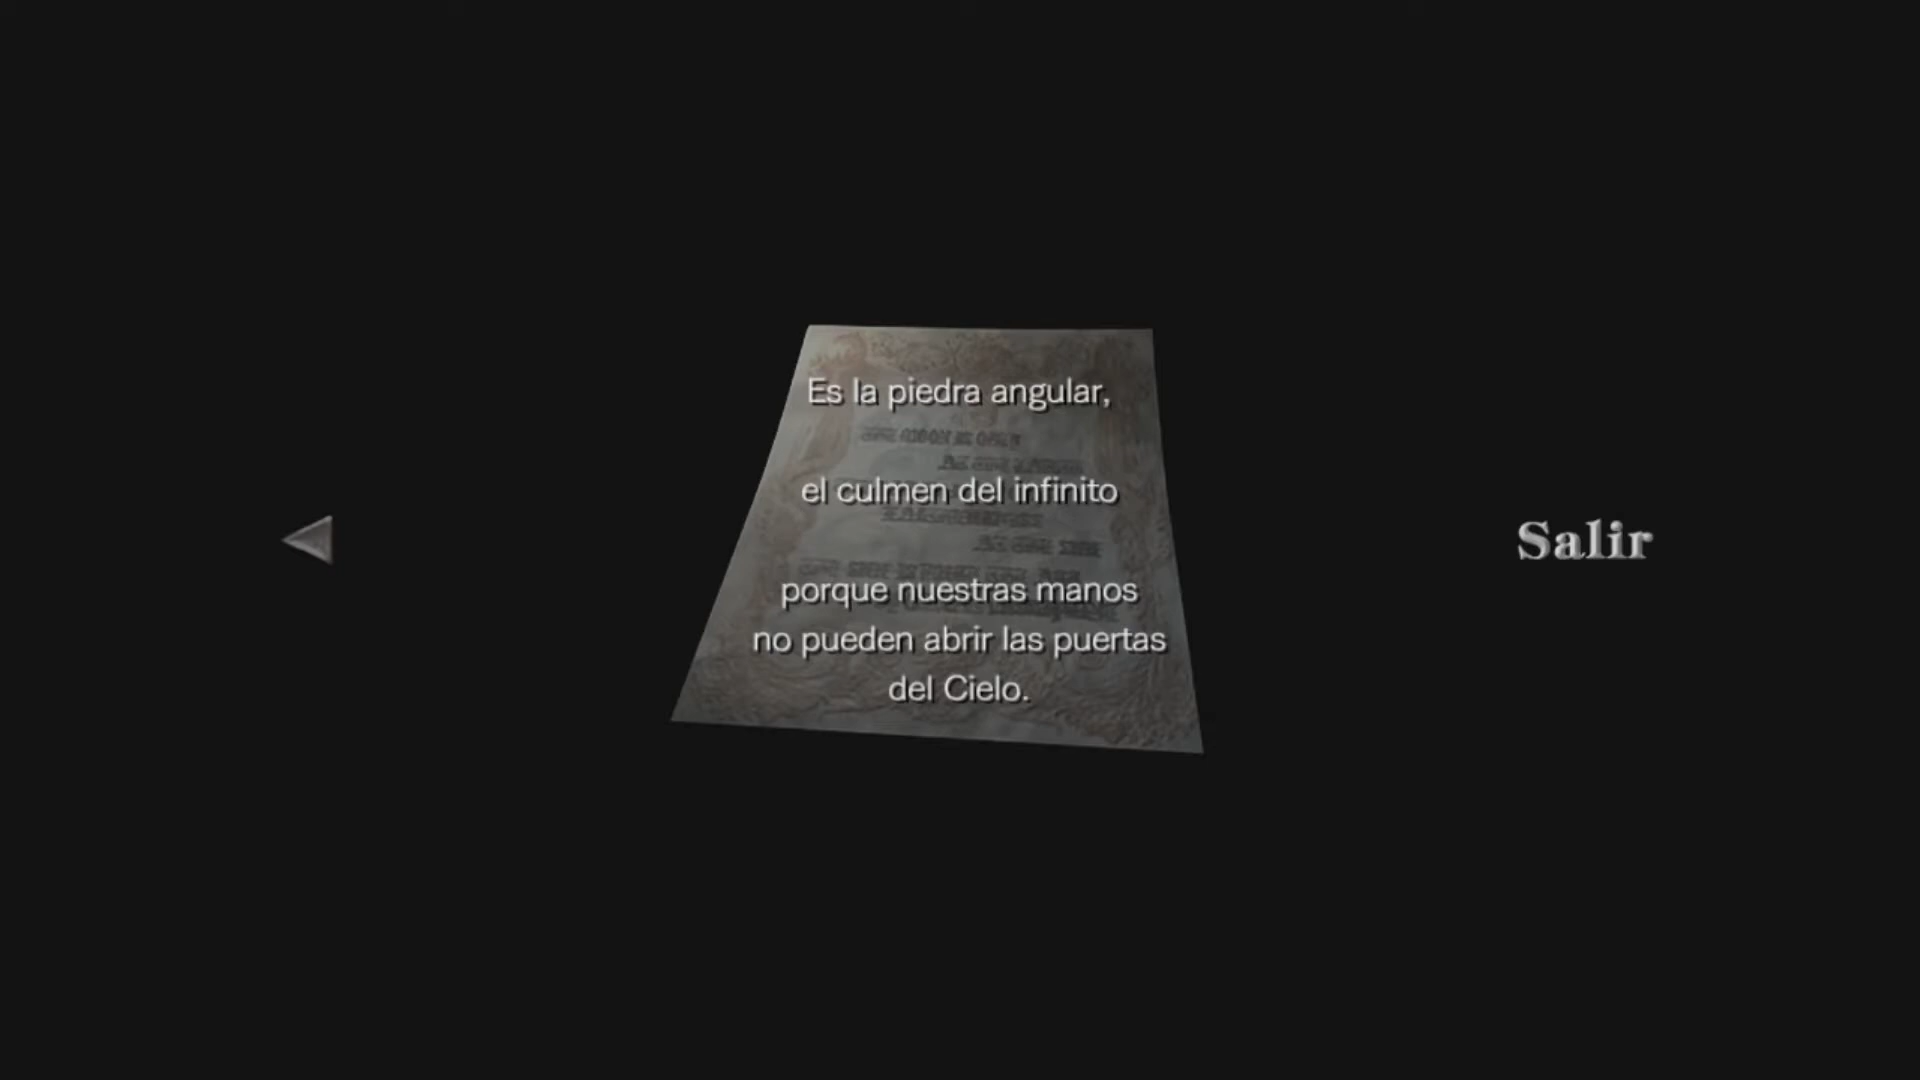 Es la piedra angular,
el culmen del infinito
porque nuestras manos
no pueden abrir las puertas
del Cielo.
Salir